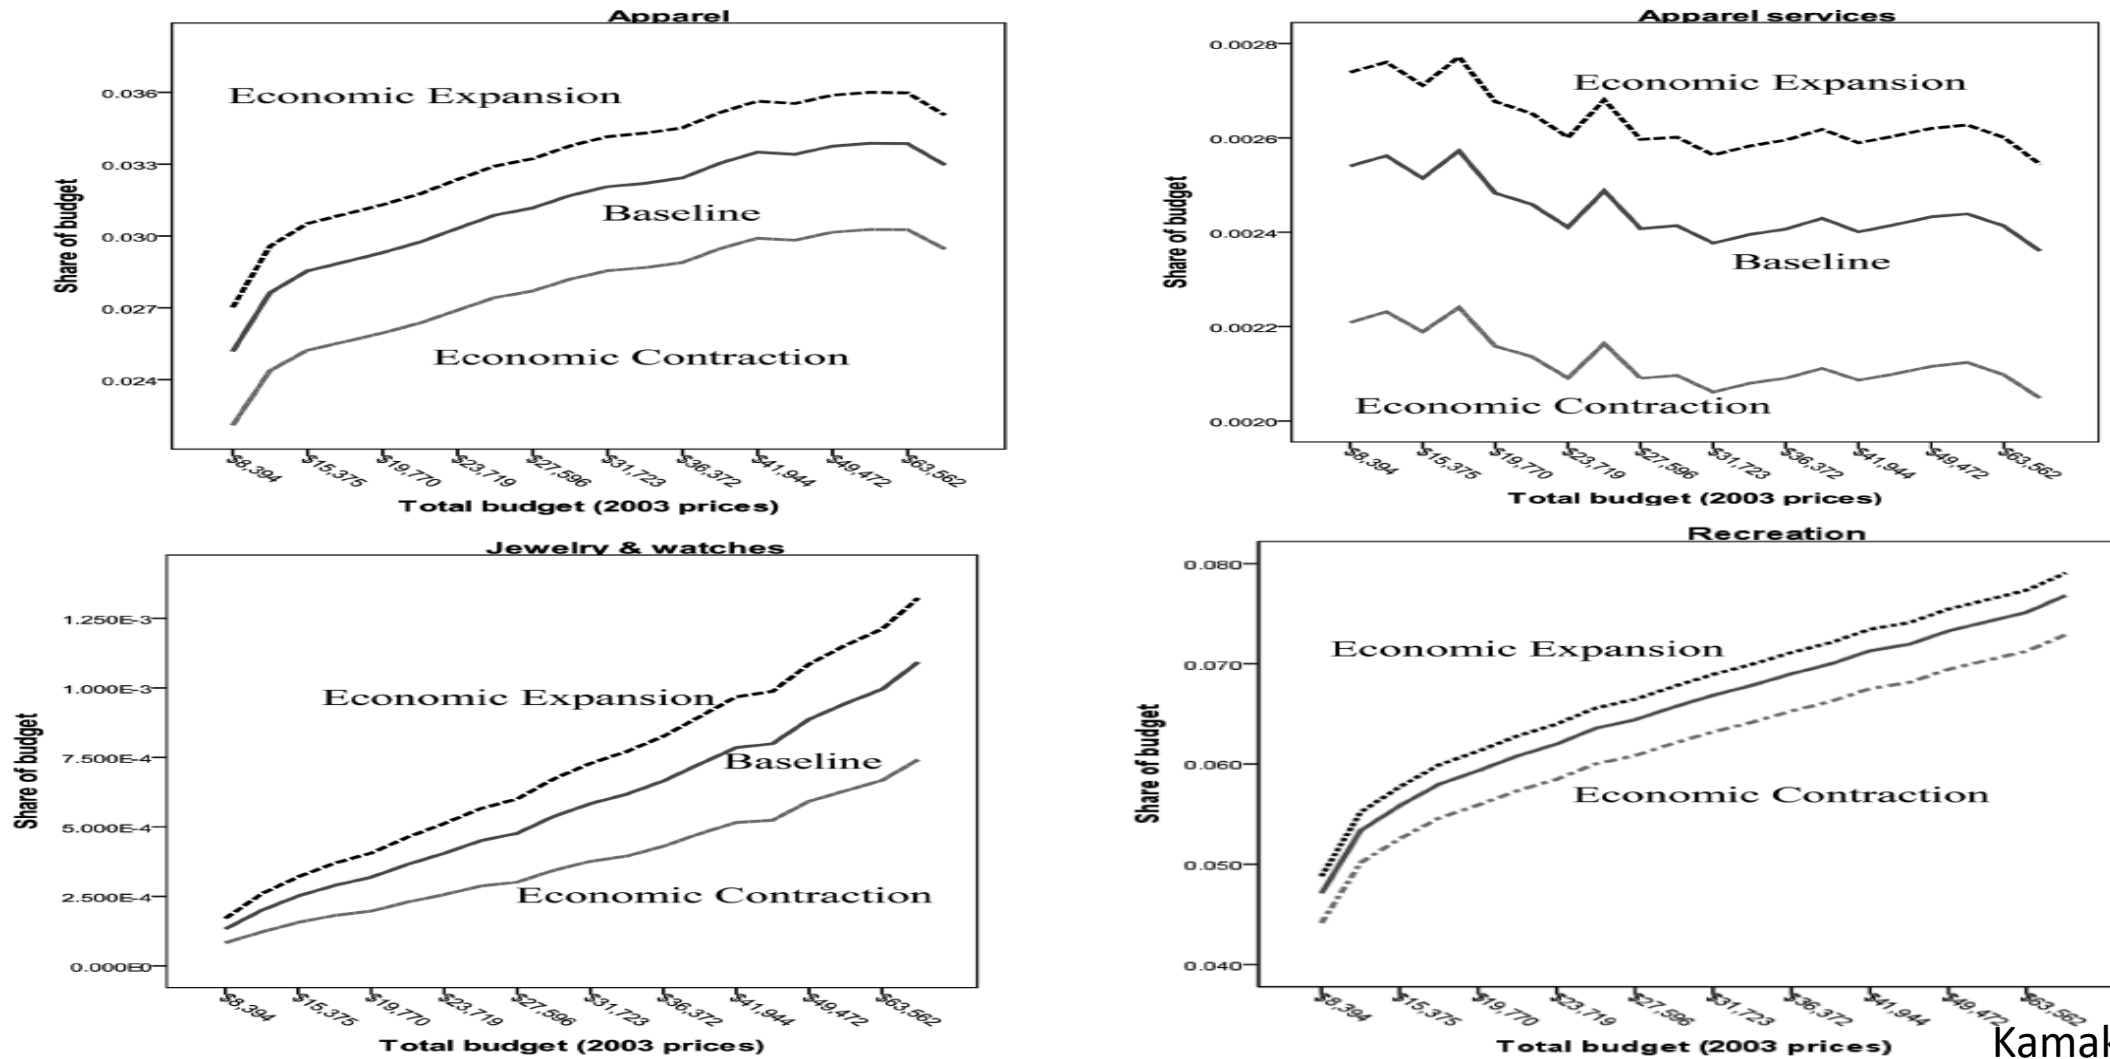 Apparel
Economic Expansion
Baseline
Economic Contraction
0.036
0.033
0.030
0.027
0.024
Share of budget
$8,394
$15,375
$19,770
$23,719
$27,596
$31,723
$36,372
$41,944
$49,472
$63,562
Total budget (2003 prices)
Apparel services
Economic Expansion
Baseline
Economic Contraction
0.0028
0.0026
0.0024
0.0022
0.0020
Share of budget
$8,394
$15,375
$19,770
$23,719
$27,596
$31,723
$36,372
$41,944
$49,472
$63,562
Total budget (2003 prices)
Jewelry & watches
Economic Expansion
Baseline
Economic Contraction
1.250E-3
1.000E-3
7.500E-4
5.000E-4
2.500E-4
0.000E0
Share of budget
$8,394
$15,375
$19,770
$23,719
$27,596
$31,723
$36,372
$41,944
$49,472
$63,562
Total budget (2003 prices)
Recreation
Economic Expansion
Economic Contraction
0.080
0.070
0.060
0.050
0.040
Share of budget
$8,394
$15,375
$19,770
$23,719
$27,596
$31,723
$36,372
$41,944
$49,472
$63,562
Total budget (2003 prices)